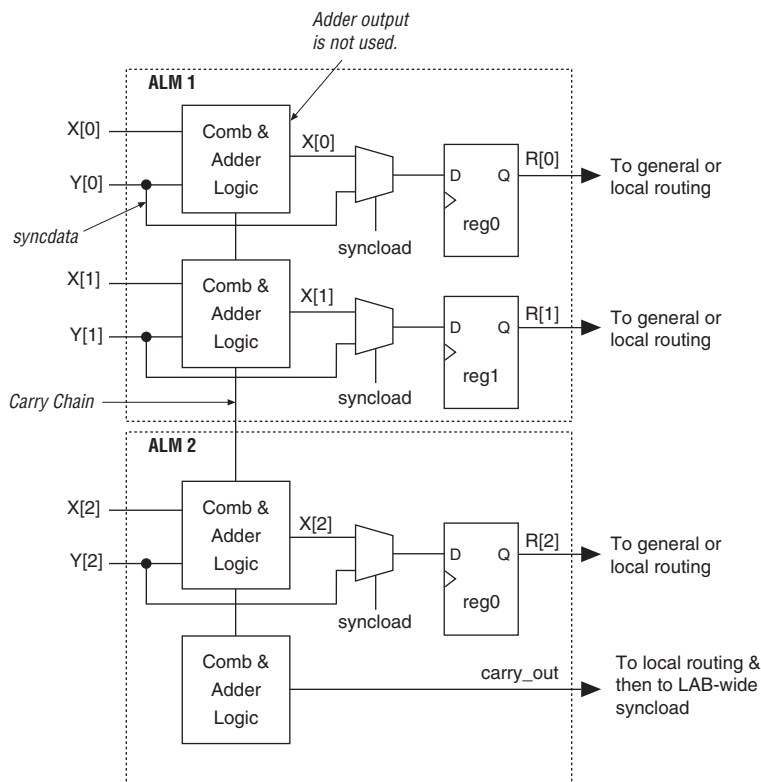 Adder output
is not used.
ALM 1
X[0]
Comb &
Adder
Logic
X[0]
Y[0]
syncdata
syncload
D Q
reg0
R[0]
To general or
local routing
X[1]
Comb &
Adder
Logic
X[1]
Y[1]
syncload
D Q
reg1
R[1]
To general or
local routing
Carry Chain
ALM 2
X[2]
Comb &
Adder
Logic
X[2]
Y[2]
syncload
D Q
reg0
R[2]
To general or
local routing
Comb &
Adder
Logic
carry_out
To local routing &
then to LAB-wide
syncload